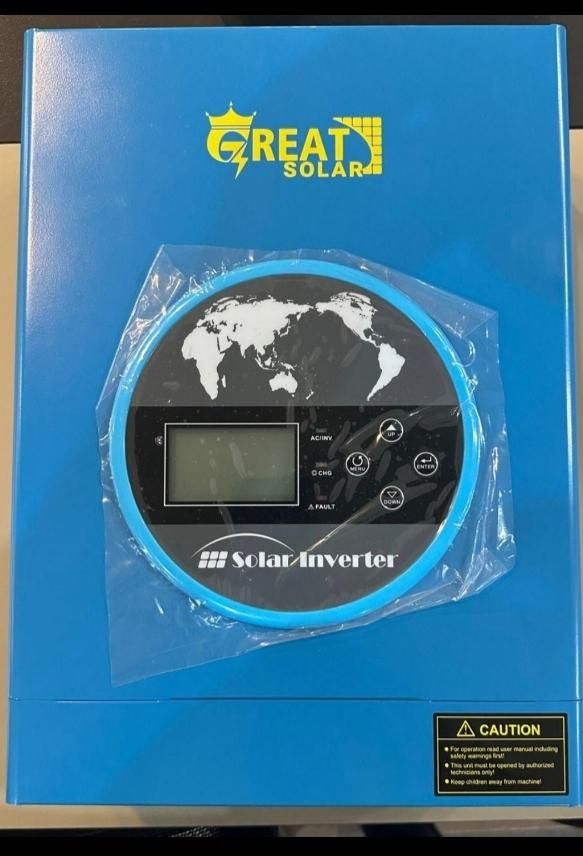 GREAT
SOLAR
AC/INV
CHG
FAULT
UP
MENU
ENTER
DOWN
Solar Inverter
CAUTION
For operation read user manual including
safety warnings first!
This unit must be opened by authorized
technicians only!
Keep children away from machine!